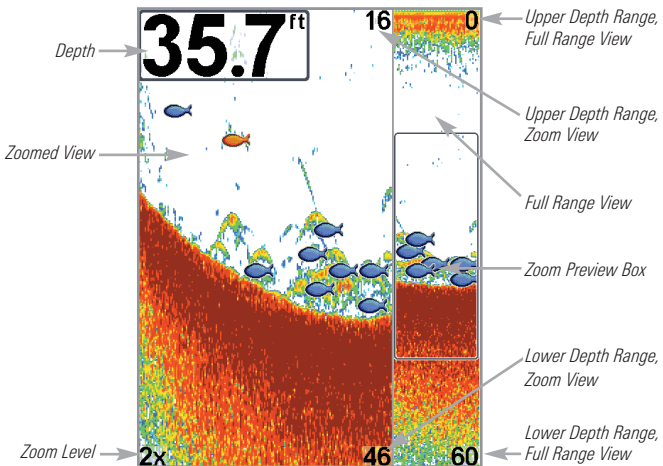 35.7 ft
16
0
Upper Depth Range,
Full Range View
Depth
Upper Depth Range,
Zoom View
Zoomed View
Full Range View
Zoom Preview Box
Lower Depth Range,
Zoom View
Zoom Level
2x
46
60
Lower Depth Range,
Full Range View